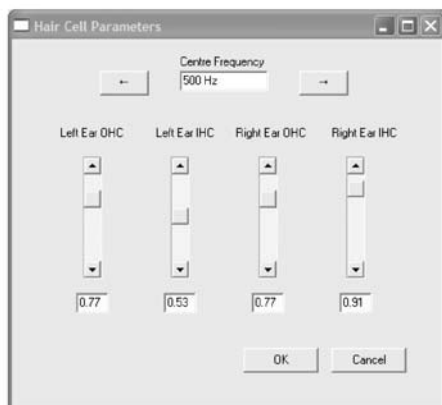 Hair Cell Parameters
Centre Frequency
← 500 Hz →
Left Ear OHC Left Ear IHC Right Ear OHC Right Ear IHC
0.77 0.53 0.77 0.91
OK Cancel